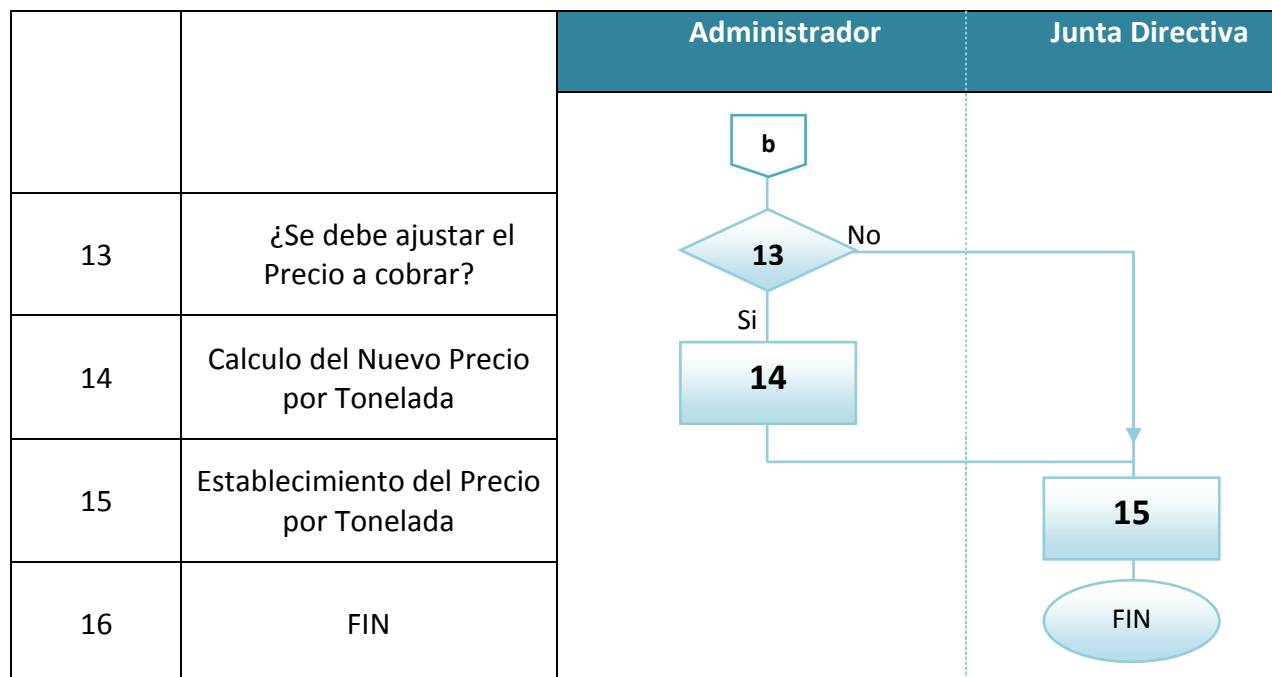 Administrador Junta Directiva
b
13 ¿Se debe ajustar el
Precio a cobrar?
13 No
Si
14 Calculo del Nuevo Precio
por Tonelada
14
15 Establecimiento del Precio
por Tonelada
15
16 FIN
FIN